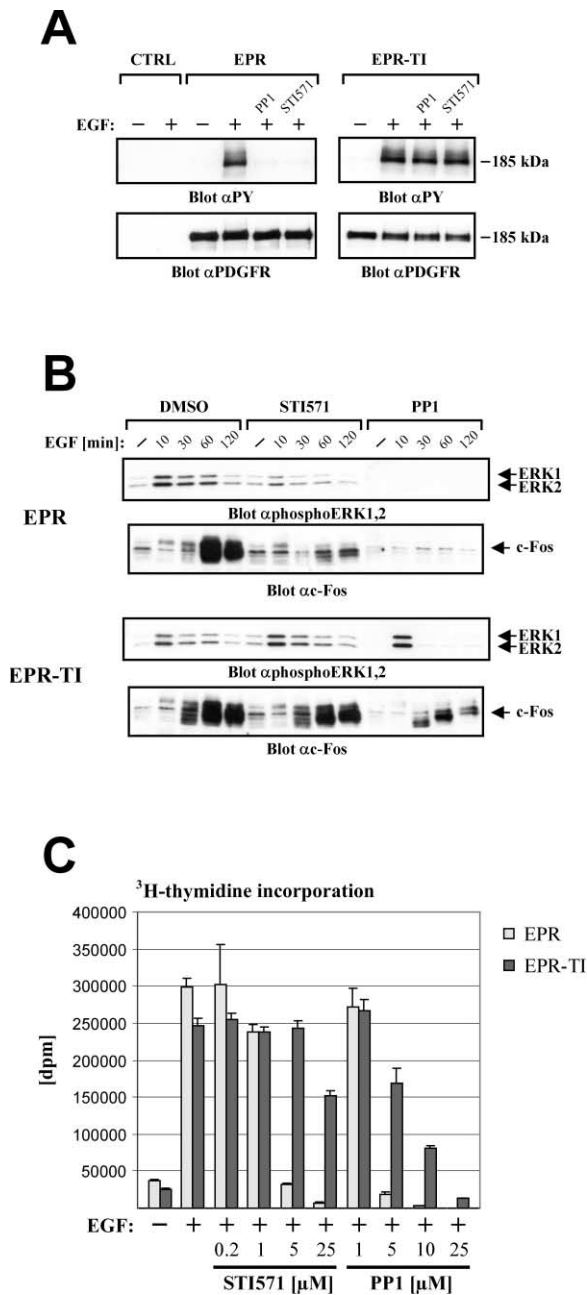 A
CTRL EPR EPR-TI
PP1 STI571 PP1 STI571
EGF: – + – + + + – + + +
–185 kDa
Blot αPY Blot αPY
–185 kDa
Blot αPDGFR Blot αPDGFR
B
DMSO STI571 PP1
EGF [min]: – 10 30 60 120 – 10 30 60 120 – 10 30 60 120
ERK1
ERK2
EPR
Blot αphosphoERK1,2
c-Fos
Blot αc-Fos
ERK1
ERK2
EPR-TI
Blot αphosphoERK1,2
c-Fos
Blot αc-Fos
C
³H-thymidine incorporation
400000
350000
300000
250000
200000
150000
100000
50000
[dpm]
EPR
EPR-TI
EGF: – + + + + + + + + +
0.2 1 5 25 1 5 10 25
STI571 [µM] PP1 [µM]